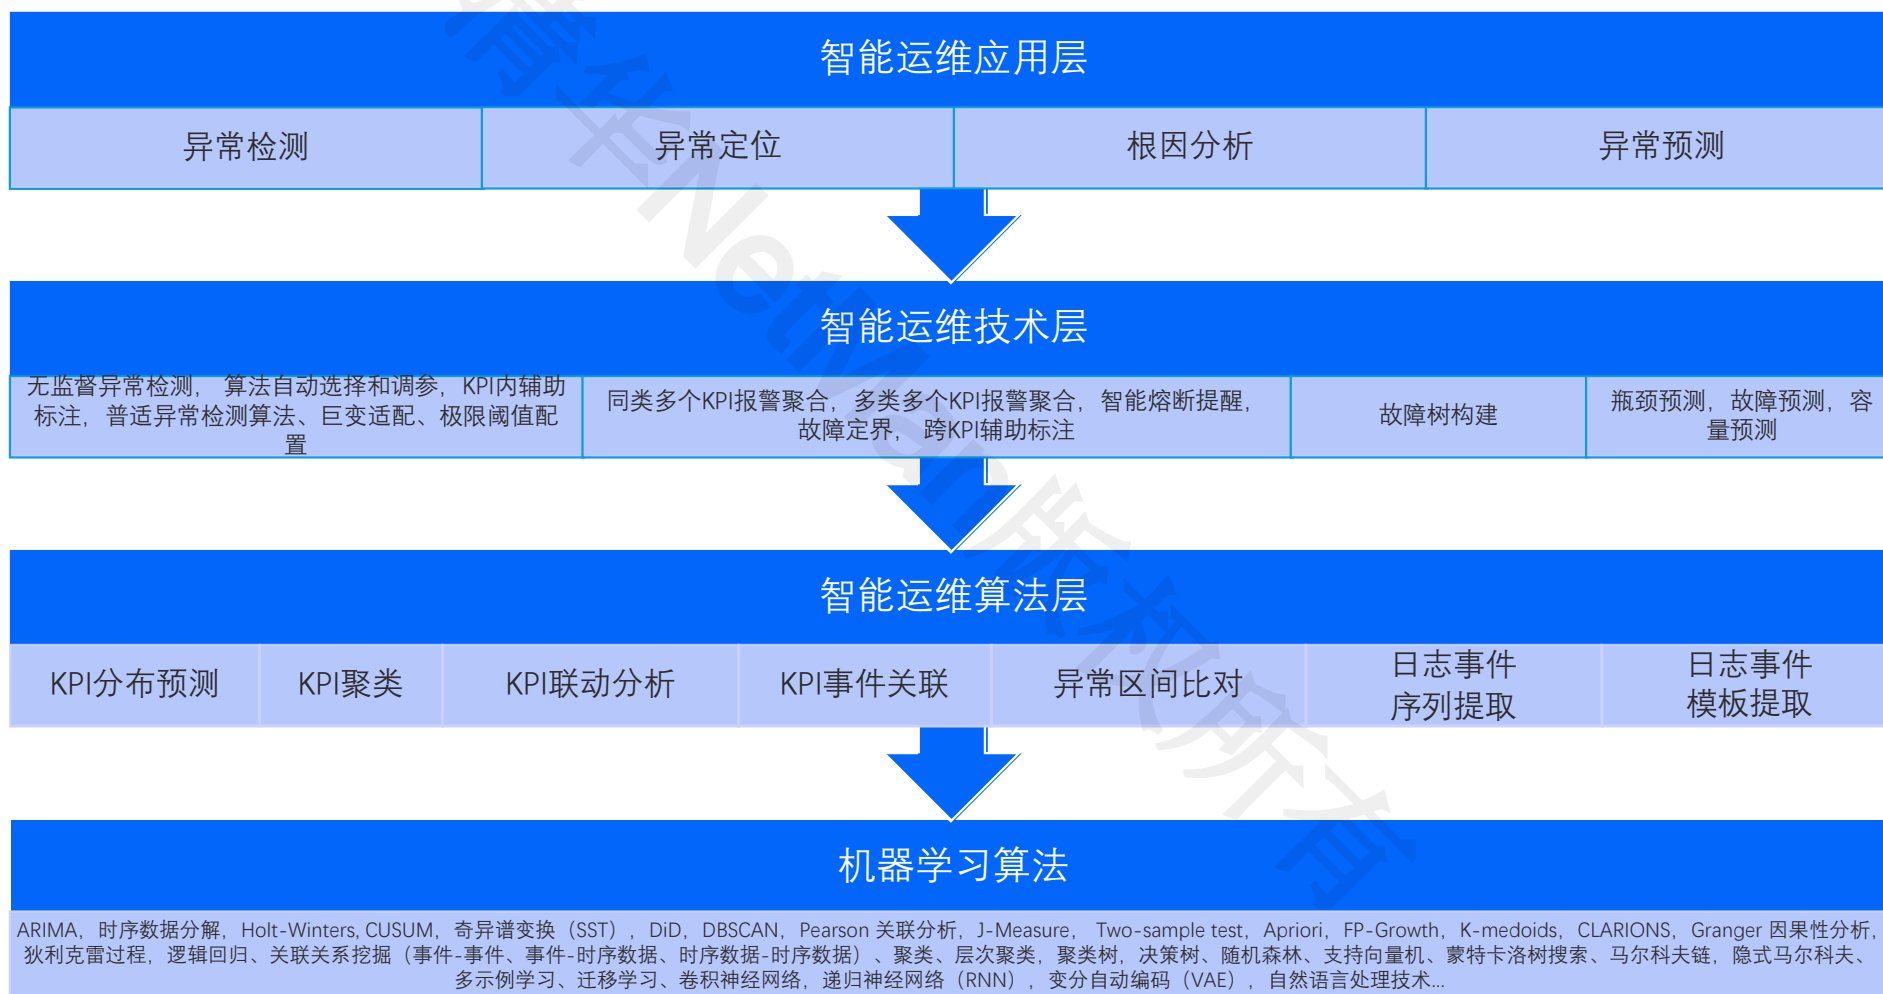 智能运维应用层
异常检测
异常定位
根因分析
异常预测
智能运维技术层
无监督异常检测， 算法自动选择和调参，KPI内辅助
标注，普适异常检测算法、巨变适配、极限阈值配
置
同类多个KPI报警聚合，多类多个KPI报警聚合，智能熔断提醒，
故障定界， 跨KPI辅助标注
故障树构建
瓶颈预测，故障预测，容
量预测
智能运维算法层
KPI分布预测
KPI聚类
KPI联动分析
KPI事件关联
异常区间比对
日志事件
序列提取
日志事件
模板提取
机器学习算法
ARIMA，时序数据分解，Holt-Winters, CUSUM，奇异谱变换（SST），DiD，DBSCAN，Pearson 关联分析，J-Measure， Two-sample test，Apriori，FP-Growth，K-medoids，CLARIONS，Granger 因果性分析，
狄利克雷过程，逻辑回归、关联关系挖掘（事件-事件、事件-时序数据、时序数据-时序数据）、聚类、层次聚类，聚类树，决策树、随机森林、支持向量机、蒙特卡洛树搜索、马尔科夫链，隐式马尔科夫、
多示例学习、迁移学习、卷积神经网络，递归神经网络（RNN），变分自动编码（VAE），自然语言处理技术...
清华NetMan版权所有